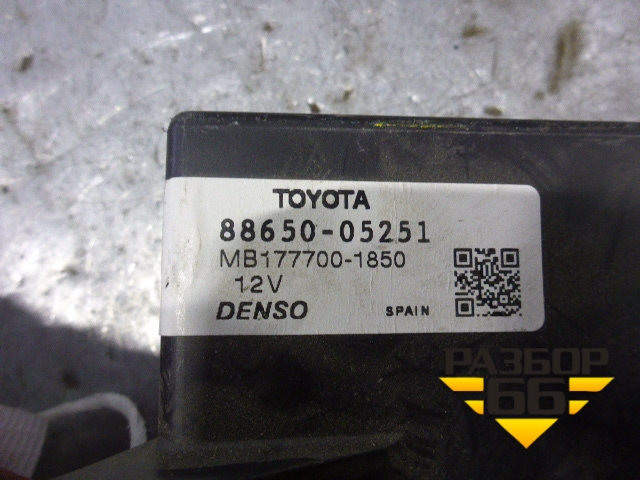 TOYOTA
88650-05251
MB177700-1850
12V
DENSO SPAIN
РАЗБОР
66